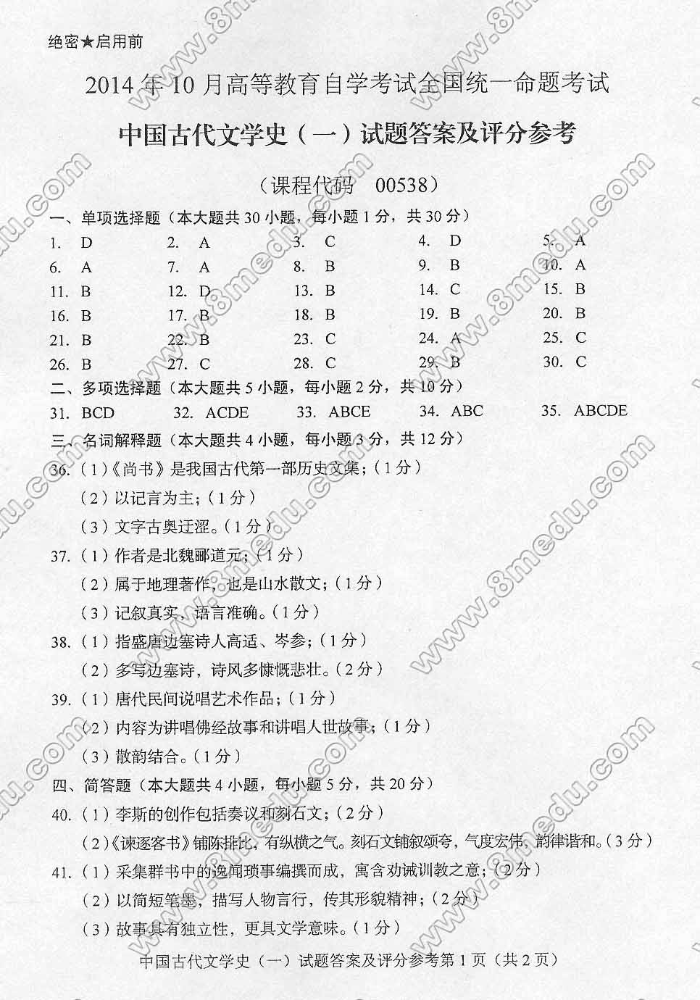 绝密★启用前
2014 年 10 月高等教育自学考试全国统一命题考试
中国古代文学史（一）试题答案及评分参考
（课程代码 00538）
一、单项选择题（本大题共 30 小题，每小题 1 分，共 30 分）
1. D 2. A 3. C 4. D 5. A
6. A 7. A 8. B 9. B 10. A
11. B 12. D 13. B 14. C 15. B
16. B 17. B 18. B 19. B 20. B
21. B 22. B 23. C 24. A 25. C
26. B 27. C 28. C 29. B 30. C
二、多项选择题（本大题共 5 小题，每小题 2 分，共 10 分）
31. BCD 32. ACDE 33. ABCE 34. ABC 35. ABCDE
三、名词解释题（本大题共 4 小题，每小题 3 分，共 12 分）
36.（1）《尚书》是我国古代第一部历史文集；（1 分）
（2）以记言为主；（1 分）
（3）文字古奥迂涩。（1 分）
37.（1）作者是北魏郦道元；（1 分）
（2）属于地理著作，也是山水散文；（1 分）
（3）记叙真实，语言准确。（1 分）
38.（1）指盛唐边塞诗人高适、岑参；（1 分）
（2）多写边塞诗，诗风多慷慨悲壮。（2 分）
39.（1）唐代民间说唱艺术作品；（1 分）
（2）内容为讲唱佛经故事和讲唱人世故事；（1 分）
（3）散韵结合。（1 分）
四、简答题（本大题共 4 小题，每小题 5 分，共 20 分）
40.（1）李斯的创作包括奏议和刻石文；（2 分）
（2）《谏逐客书》铺陈排比，有纵横之气。刻石文铺叙颂夸，气度宏伟，韵律谐和。（3 分）
41.（1）采集群书中的逸闻琐事编撰而成，寓含劝诫训教之意；（2 分）
（2）以简短笔墨，描写人物言行，传其形貌精神；（2 分）
（3）故事具有独立性，更具文学意味。（1 分）
中国古代文学史（一）试题答案及评分参考第 1 页（共 2 页）
www.8medu.com